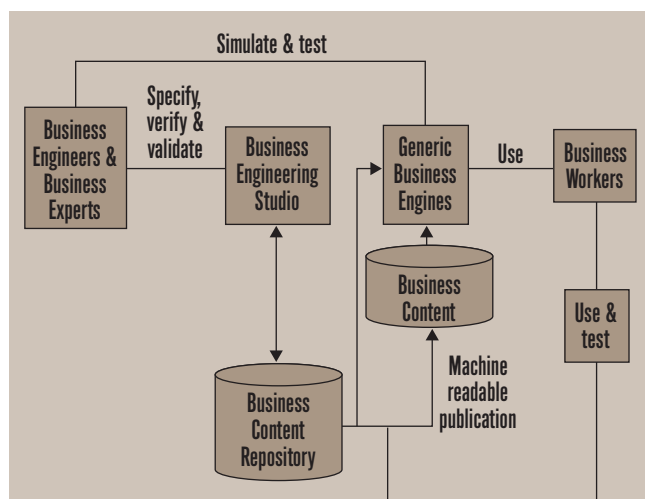 Simulate & test
Specify,
verify &
validate
Business
Engineers &
Business
Experts
Business
Engineering
Studio
Generic
Business
Engines
Use
Business
Workers
Business
Content
Use &
test
Machine
readable
publication
Business
Content
Repository